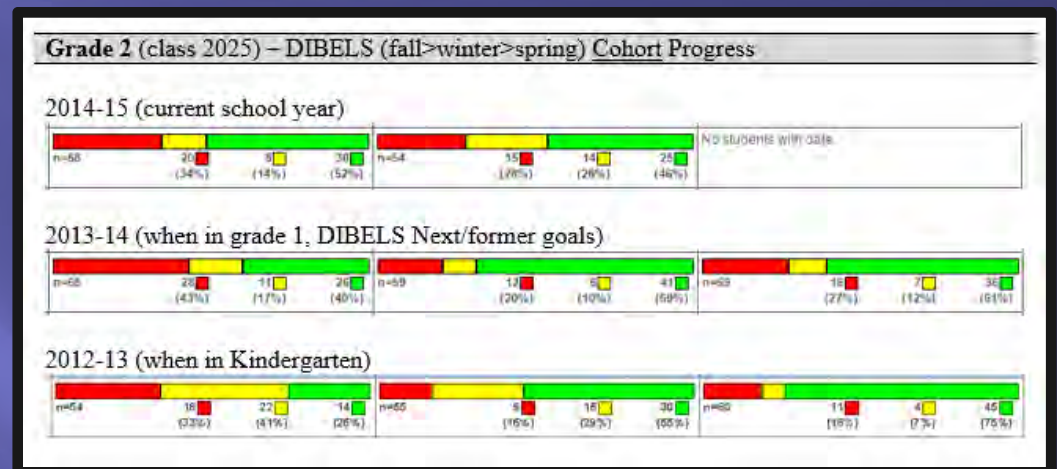 Grade 2 (class 2025) – DIBELS (fall>winter>spring) Cohort Progress
2014-15 (current school year)
n=58 20 8 30 n=54 15 14 25 No students with data.
(34%) (14%) (52%) (28%) (26%) (46%)
2013-14 (when in grade 1, DIBELS Next/former goals)
n=65 28 11 26 n=59 12 6 41 n=59 16 7 36
(43%) (17%) (40%) (20%) (10%) (69%) (27%) (12%) (61%)
2012-13 (when in Kindergarten)
n=54 18 22 14 n=55 9 16 30 n=60 11 4 45
(33%) (41%) (26%) (16%) (29%) (55%) (18%) (7%) (75%)